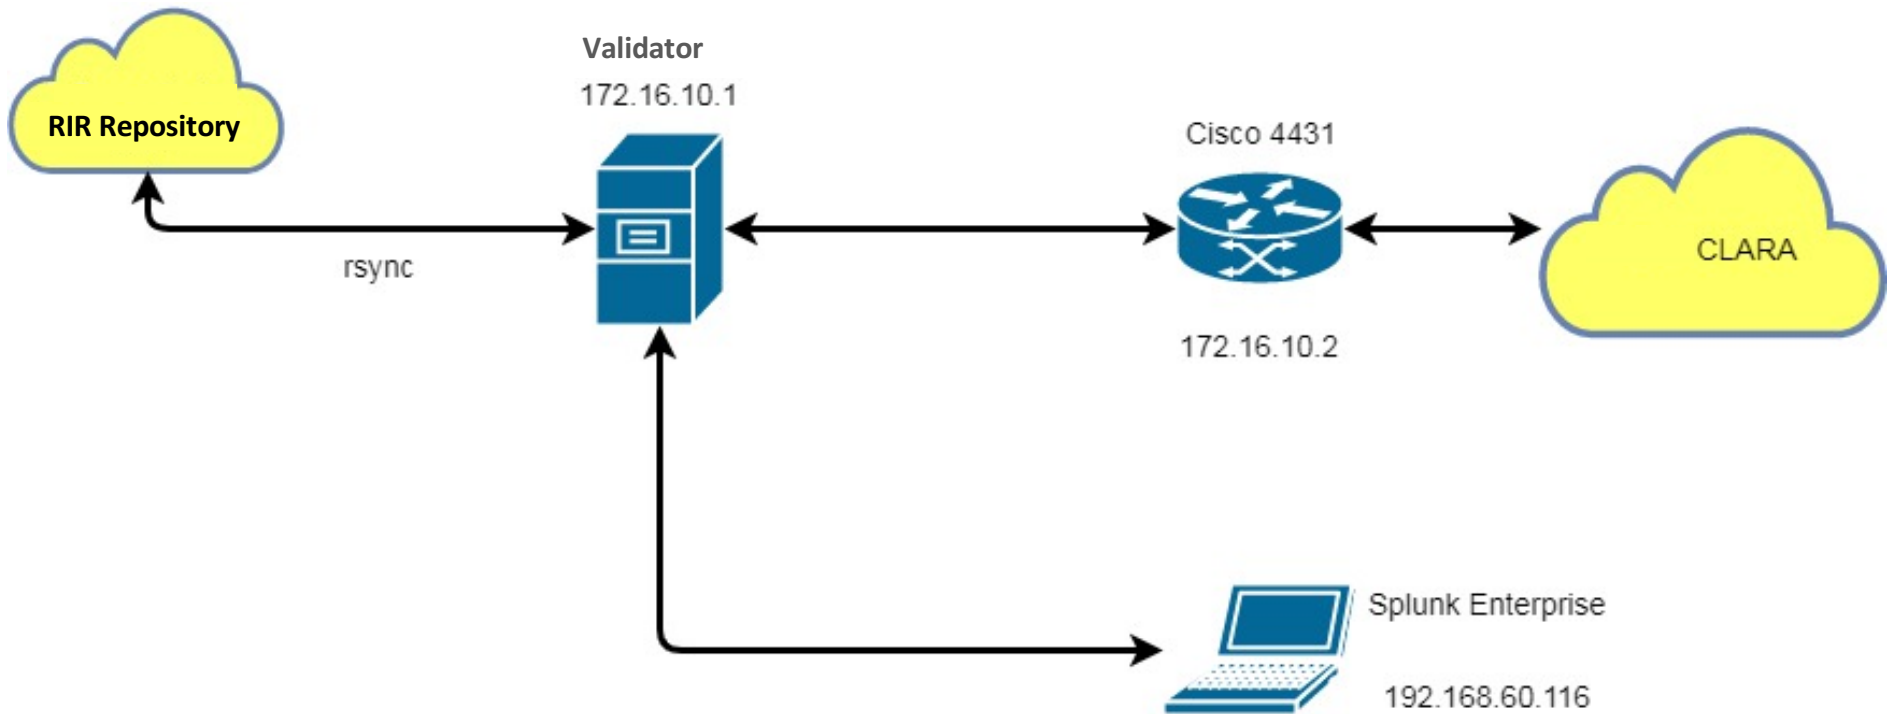 Validator
172.16.10.1
RIR Repository
rsync
Cisco 4431
172.16.10.2
CLARA
Splunk Enterprise
192.168.60.116